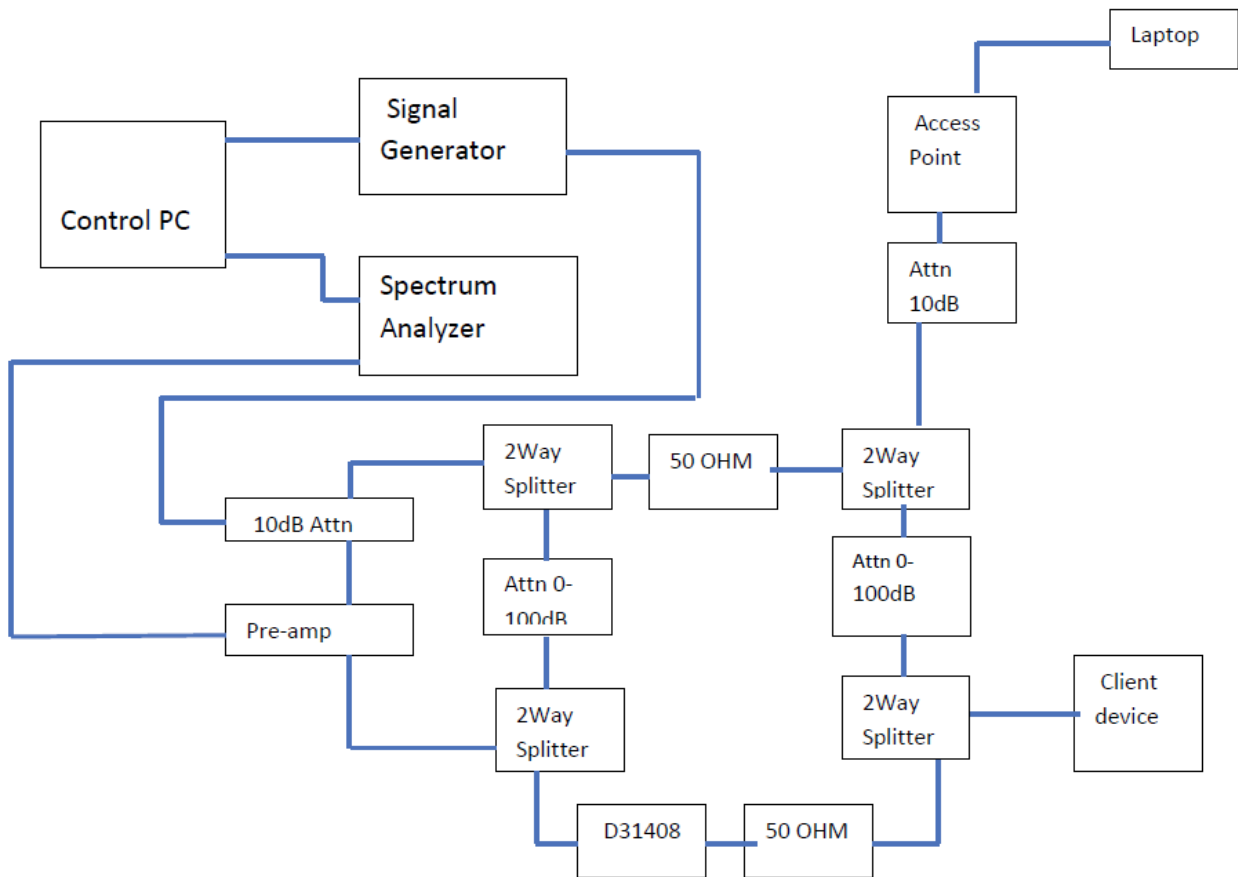 Laptop
Signal
Generator
Access
Point
Control PC
Attn
10dB
Spectrum
Analyzer
2Way
Splitter
50 OHM
2Way
Splitter
10dB Attn
Attn 0-
100dB
Attn 0-
100dB
Pre-amp
2Way
Splitter
2Way
Splitter
Client
device
D31408
50 OHM